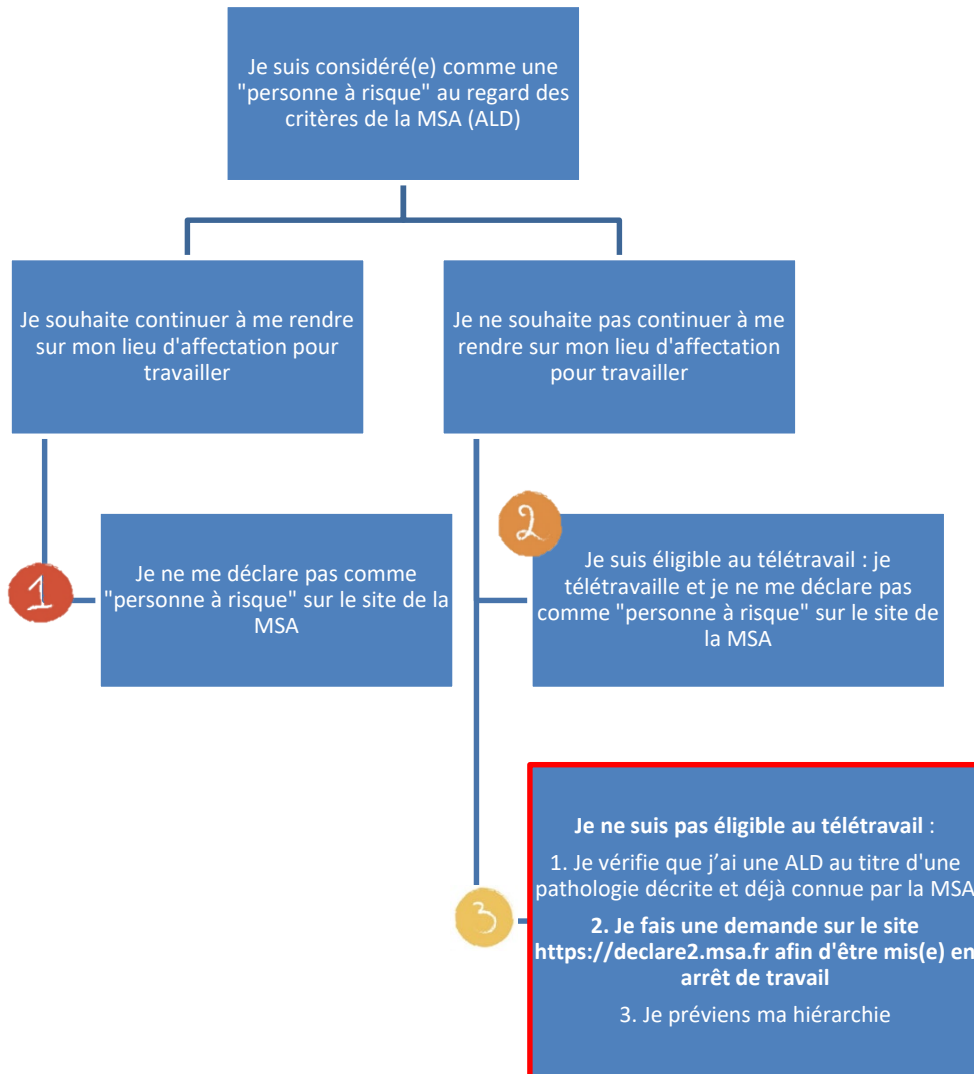 Je suis considéré(e) comme une
"personne à risque" au regard des
critères de la MSA (ALD)
Je souhaite continuer à me rendre
sur mon lieu d'affectation pour
travailler
Je ne souhaite pas continuer à me
rendre sur mon lieu d'affectation
pour travailler
1
Je ne me déclare pas comme
"personne à risque" sur le site de la
MSA
2
Je suis éligible au télétravail : je
télétravaille et je ne me déclare pas
comme "personne à risque" sur le site de
la MSA
3
Je ne suis pas éligible au télétravail :
1. Je vérifie que j’ai une ALD au titre d'une
pathologie décrite et déjà connue par la MSA
2. Je fais une demande sur le site
https://declare2.msa.fr afin d'être mis(e) en
arrêt de travail
3. Je préviens ma hiérarchie